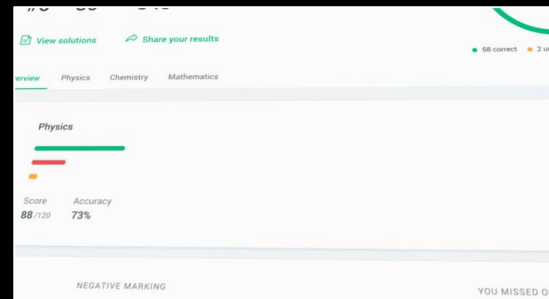 View solutions Share your results
68 correct 2
Physics Chemistry Mathematics
Physics
Score Accuracy
88/120 73%
NEGATIVE MARKING
YOU MISSED